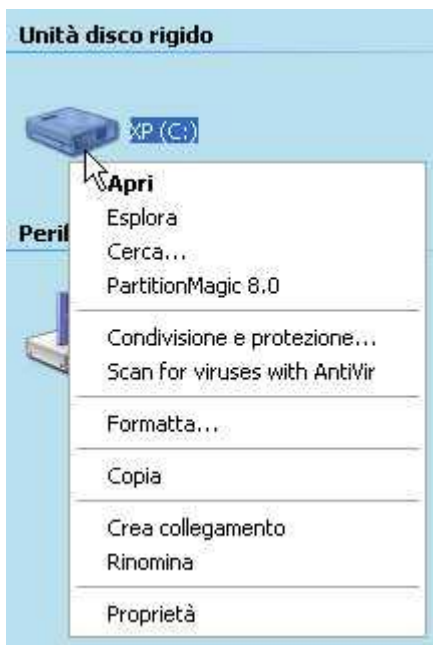 Unità disco rigido
XP (C:)
Apri
Esplora
Cerca...
PartitionMagic 8.0
Condivisione e protezione...
Scan for viruses with AntiVir
Formatta...
Copia
Crea collegamento
Rinomina
Proprietà